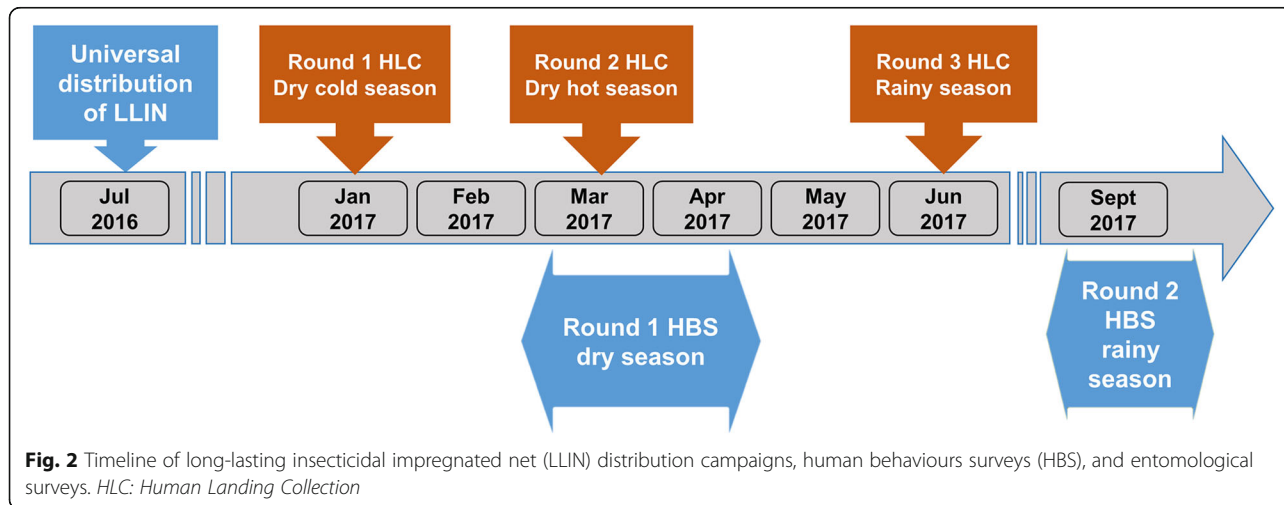 Universal
distribution
of LLIN
Round 1 HLC
Dry cold season
Round 2 HLC
Dry hot season
Round 3 HLC
Rainy season
Jul
2016
Jan
2017
Feb
2017
Mar
2017
Apr
2017
May
2017
Jun
2017
Sept
2017
Round 1 HBS
dry season
Round 2
HBS
rainy
season
Fig. 2 Timeline of long-lasting insecticidal impregnated net (LLIN) distribution campaigns, human behaviours surveys (HBS), and entomological
surveys. HLC: Human Landing Collection